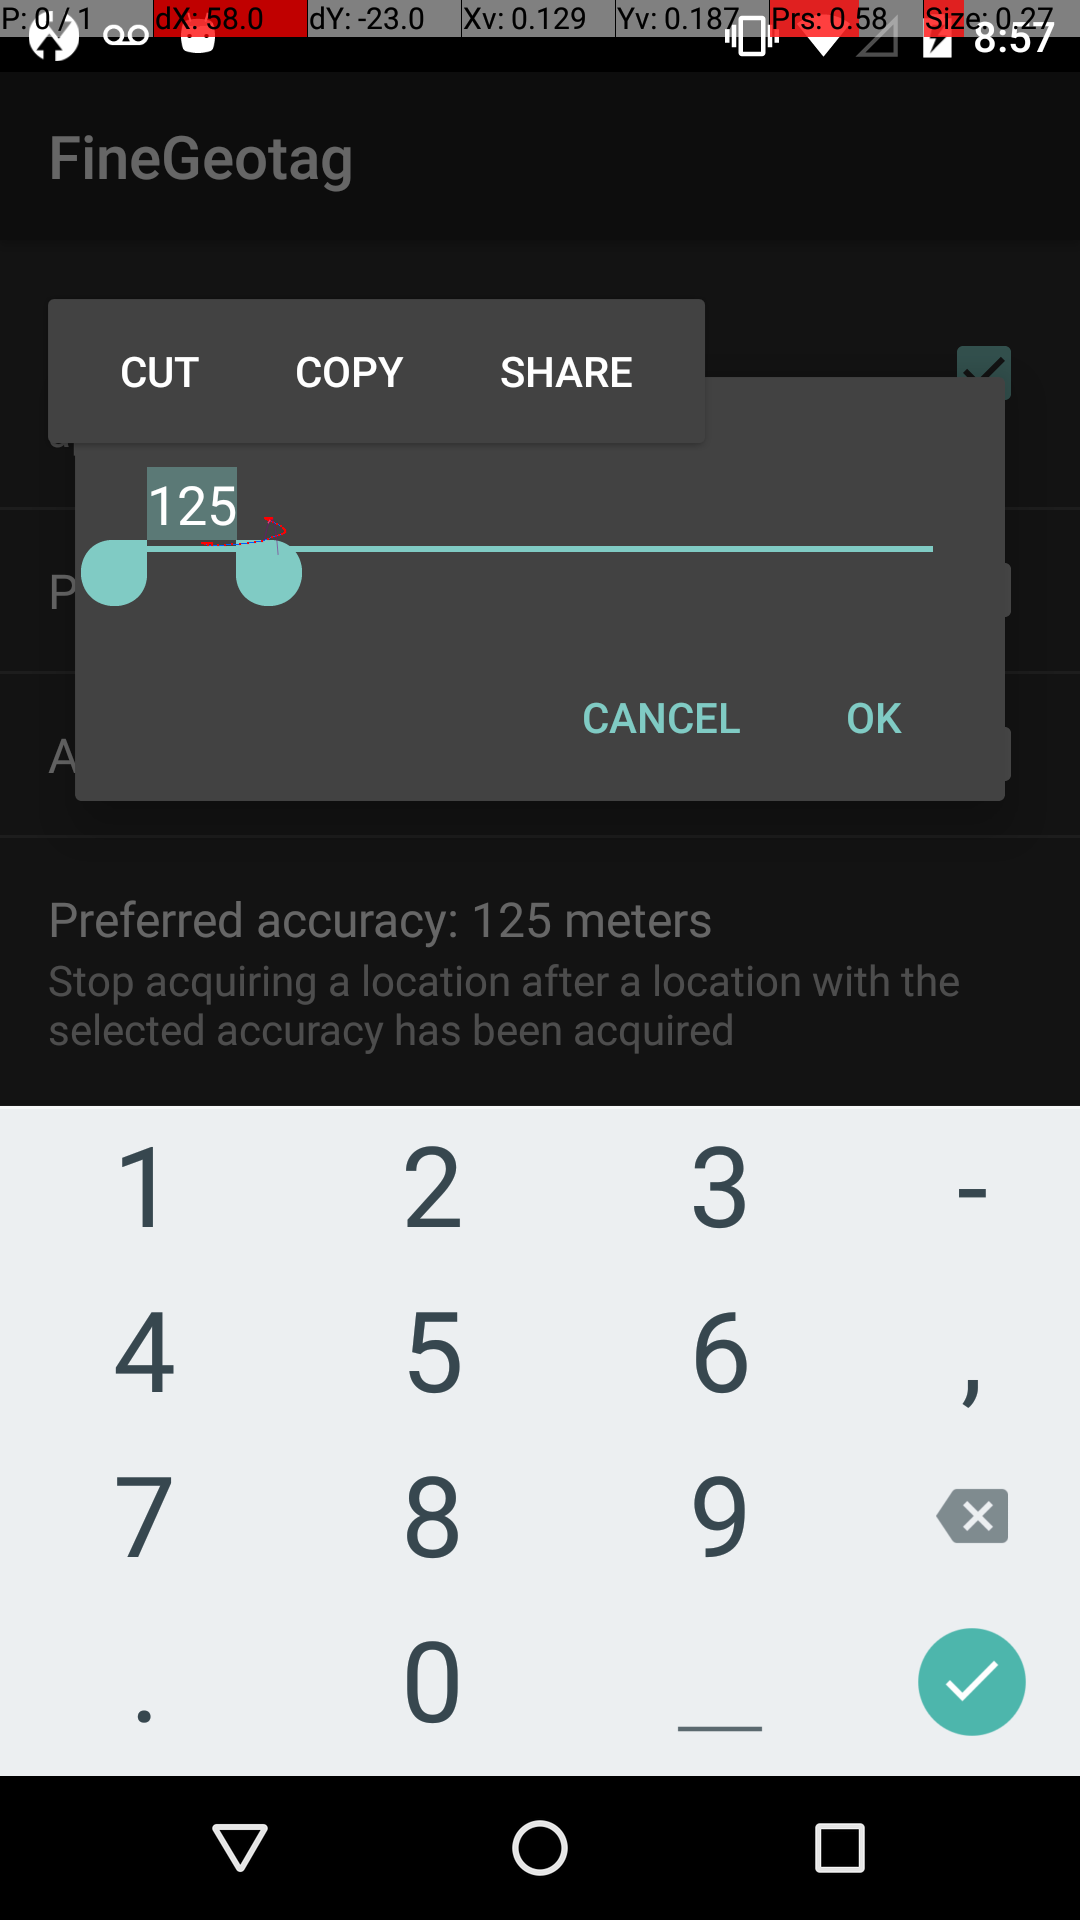 P: 0 / 1 dX: 58.0 dY: -23.0 Xv: 0.129 Yv: 0.187 Prs: 0.58 Size: 0.27
8:57
FineGeotag
CUT COPY SHARE
125
P
CANCEL OK
A
Preferred accuracy: 125 meters
Stop acquiring a location after a location with the
selected accuracy has been acquired
1 2 3 -
4 5 6 ,
7 8 9
. 0 _